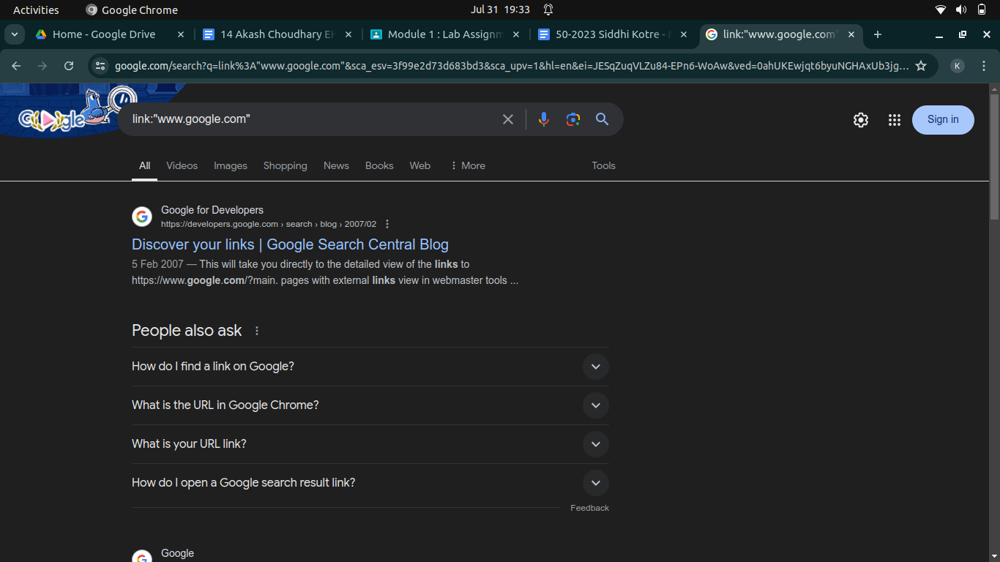 Activities
Google Chrome
Jul 31 19:33
Home - Google Drive
14 Akash Choudhary EH
Module 1 : Lab Assignm
50-2023 Siddhi Kotre -
link:"www.google.com"
google.com/search?q=link%3A"www.google.com"&sca_esv=3f99e2d73d683bd3&sca_upv=1&hl=en&ei=JESqZuqVLZu84-EPn6-WoAw&ved=0ahUKEwjqt6byuNGHAxUb3jg...
K
Google
link:"www.google.com"
Sign in
All
Videos
Images
Shopping
News
Books
Web
More
Tools
Google for Developers
https://developers.google.com › search › blog › 2007/02
Discover your links | Google Search Central Blog
5 Feb 2007 — This will take you directly to the detailed view of the links to
https://www.google.com/?main. pages with external links view in webmaster tools ...
People also ask
How do I find a link on Google?
What is the URL in Google Chrome?
What is your URL link?
How do I open a Google search result link?
Feedback
Google